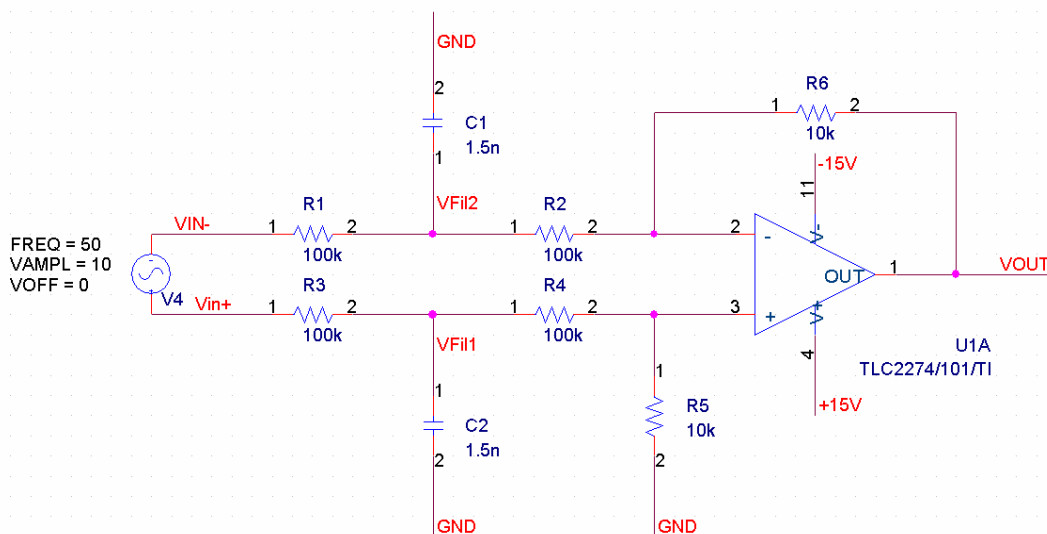 GND
2
C1
1.5n
1
VFil2
R6
1
2
10k
-15V
11
V-
VIN-
R1
1
2
100k
R2
1
2
100k
2
-
FREQ = 50
VAMPL = 10
VOFF = 0
V4
OUT
1
VOUT
Vin+
R3
1
2
100k
R4
1
2
100k
3
+
V+
4
U1A
TLC2274/101/TI
+15V
VFil1
1
C2
1.5n
2
GND
1
R5
10k
2
GND